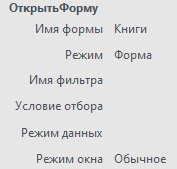 ОткрытьФорму
Имя формы Книги
Режим Форма
Имя фильтра
Условие отбора
Режим данных
Режим окна Обычное